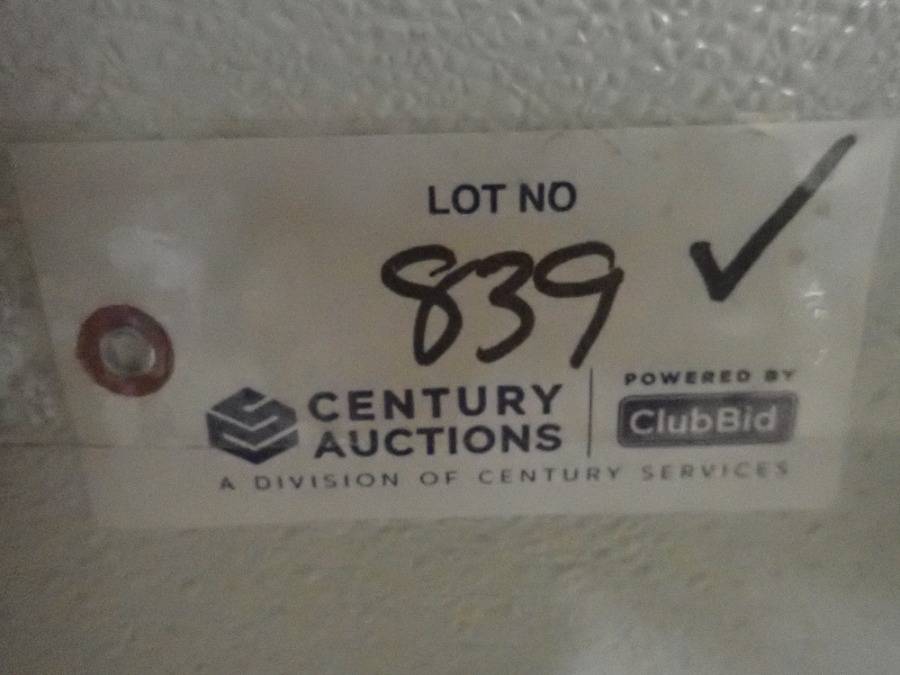 LOT NO
839 ✓
CENTURY
AUCTIONS
POWERED BY
ClubBid
A DIVISION OF CENTURY SERVICES